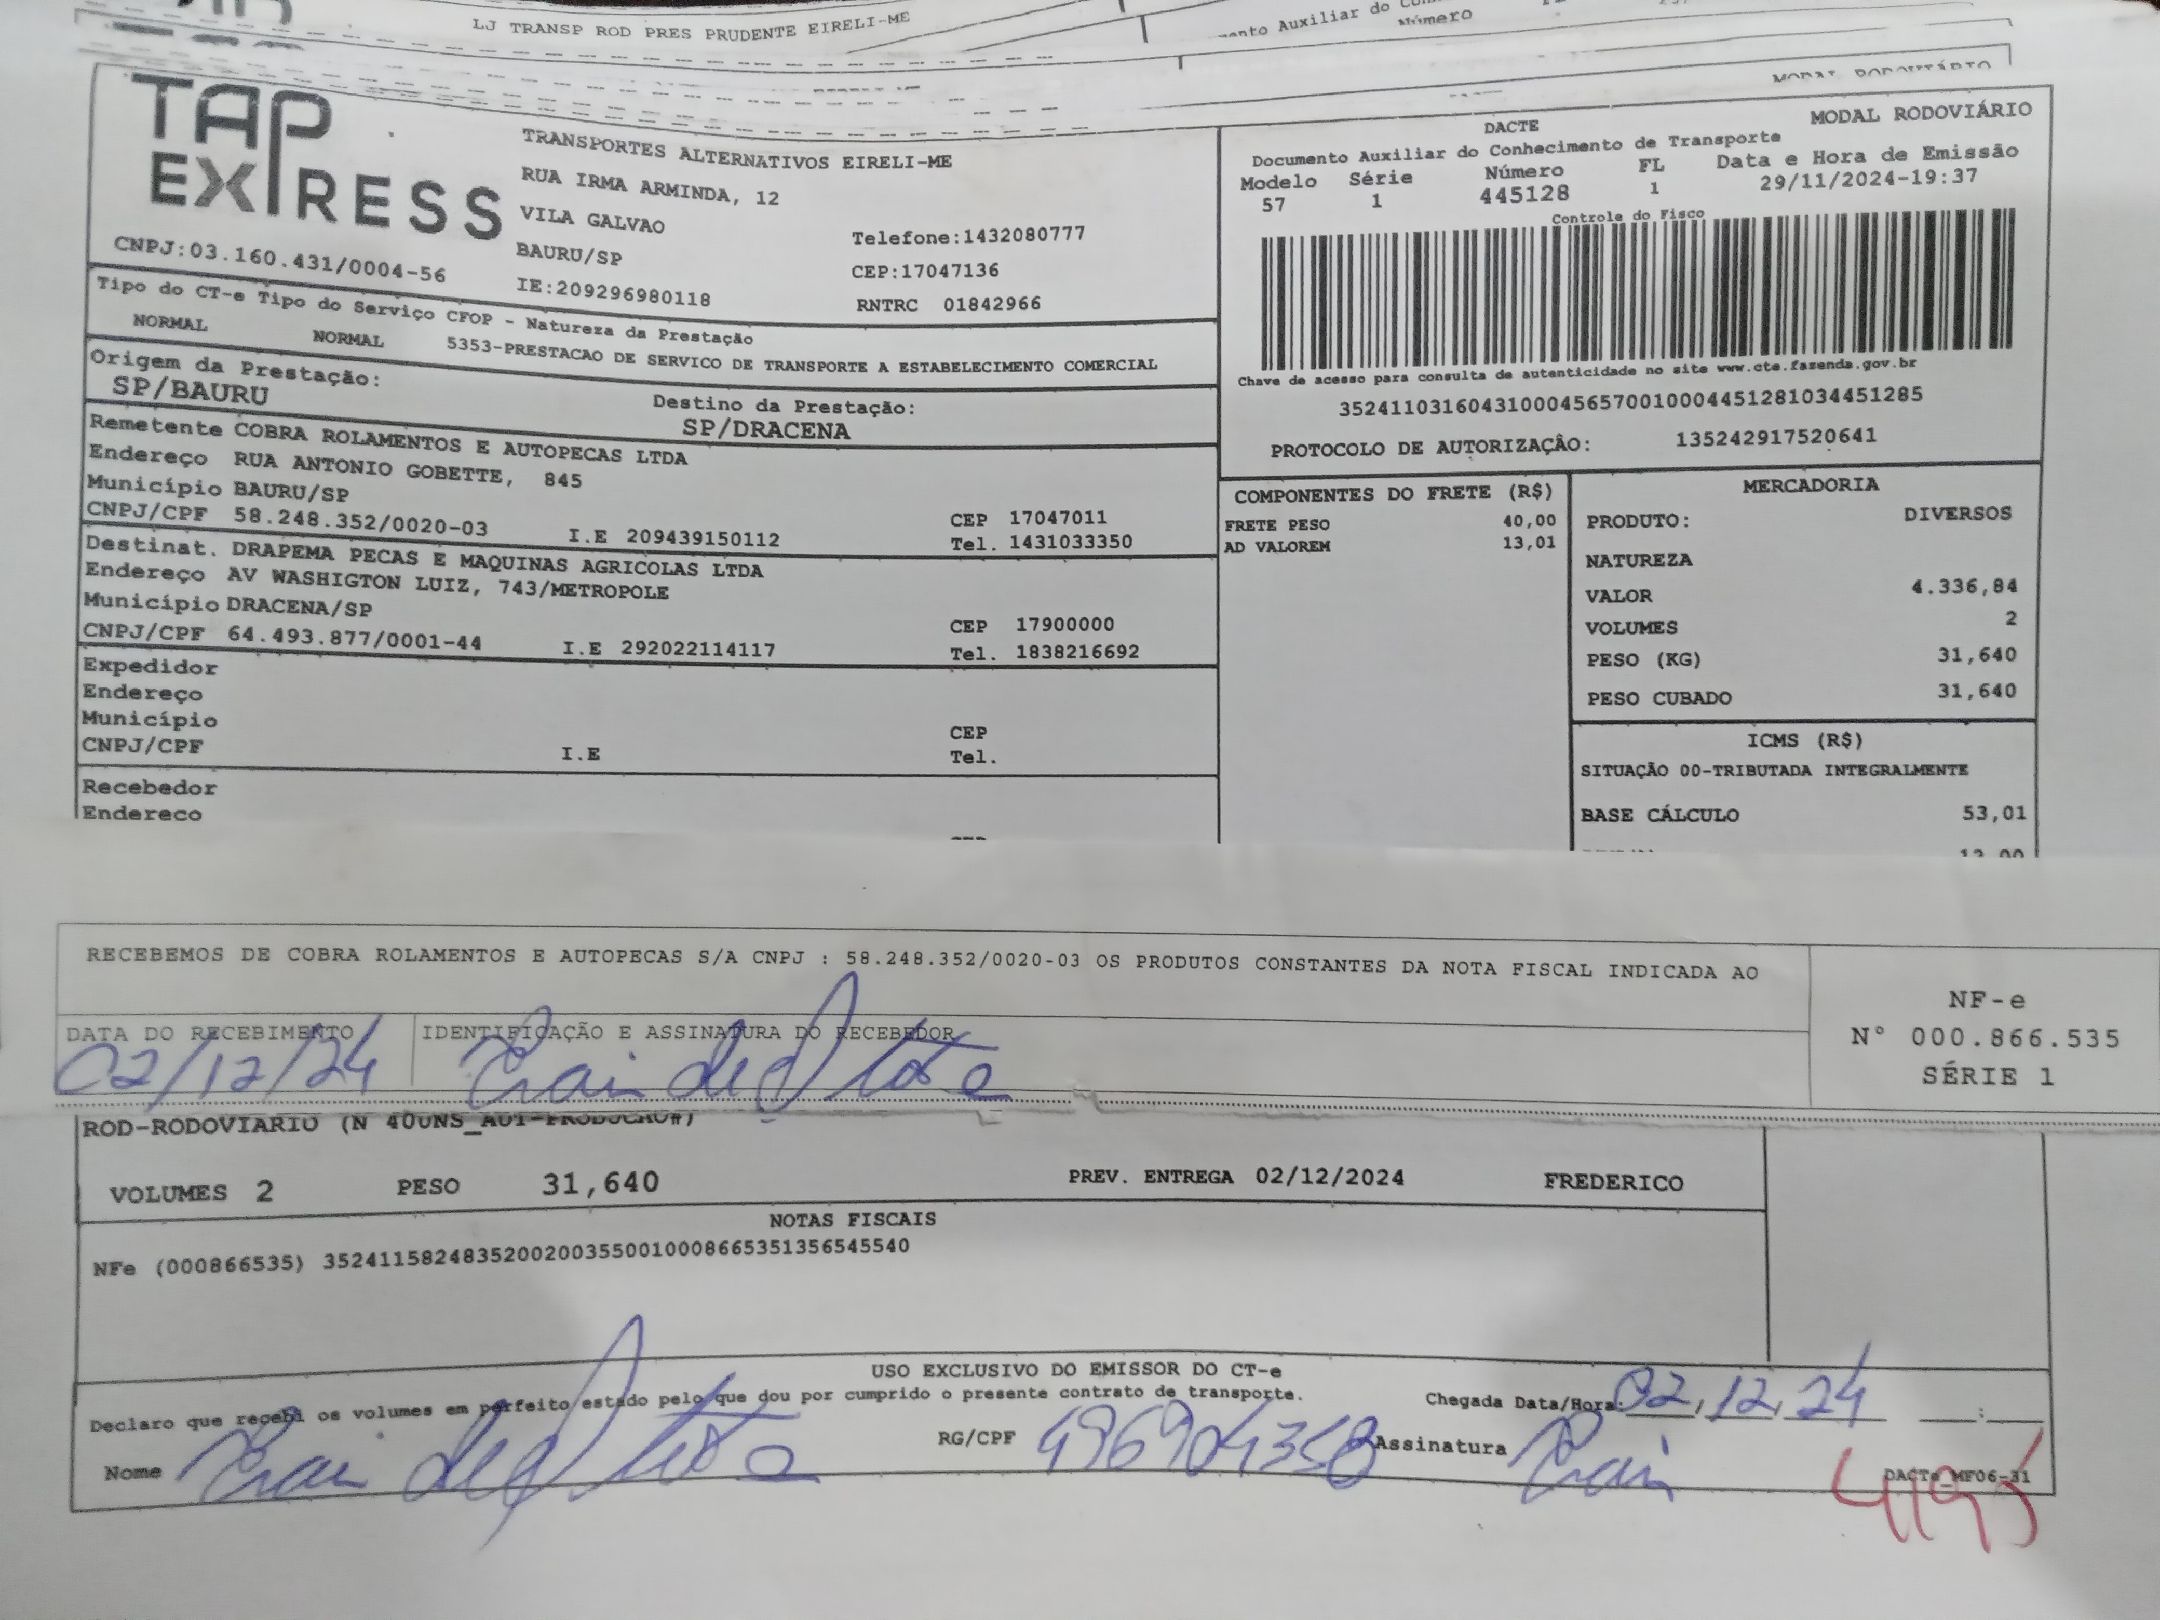 LJ TRANSP ROD PRES PRUDENTE EIRELI-ME
Número
MODAL RODOVIÁRIO
TAP
EXPRESS
CNPJ:03.160.431/0004-56
TRANSPORTES ALTERNATIVOS EIRELI-ME
RUA IRMA ARMINDA, 12
VILA GALVAO
BAURU/SP
IE:209296980118
Telefone:1432080777
CEP:17047136
RNTRC 01842966
DACTE
MODAL RODOVIÁRIO
Documento Auxiliar do Conhecimento de Transporte
Modelo Série Número FL Data e Hora de Emissão
57 1 445128 1 29/11/2024-19:37
Controle do Fisco
Chave de acesso para consulta de autenticidade no site www.cte.fazenda.gov.br
35241103160431000456570010004451281034451285
PROTOCOLO DE AUTORIZAÇÃO: 135242917520641
Tipo do CT-e Tipo do Serviço CFOP - Natureza da Prestação
NORMAL NORMAL 5353-PRESTACAO DE SERVICO DE TRANSPORTE A ESTABELECIMENTO COMERCIAL
Origem da Prestação: Destino da Prestação:
SP/BAURU SP/DRACENA
Remetente COBRA ROLAMENTOS E AUTOPECAS LTDA
Endereço RUA ANTONIO GOBETTE, 845
Município BAURU/SP CEP 17047011
CNPJ/CPF 58.248.352/0020-03 I.E 209439150112 Tel. 1431033350
Destinat. DRAPEMA PECAS E MAQUINAS AGRICOLAS LTDA
Endereço AV WASHIGTON LUIZ, 743/METROPOLE
Município DRACENA/SP CEP 17900000
CNPJ/CPF 64.493.877/0001-44 I.E 292022114117 Tel. 1838216692
Expedidor
Endereço
Município CEP
CNPJ/CPF I.E Tel.
Recebedor
Endereço
COMPONENTES DO FRETE (R$)
FRETE PESO 40,00
AD VALOREM 13,01
MERCADORIA
PRODUTO: DIVERSOS
NATUREZA
VALOR 4.336,84
VOLUMES 2
PESO (KG) 31,640
PESO CUBADO 31,640
ICMS (R$)
SITUAÇÃO 00-TRIBUTADA INTEGRALMENTE
BASE CÁLCULO 53,01
RECEBEMOS DE COBRA ROLAMENTOS E AUTOPECAS S/A CNPJ : 58.248.352/0020-03 OS PRODUTOS CONSTANTES DA NOTA FISCAL INDICADA AO
DATA DO RECEBIMENTO IDENTIFICAÇÃO E ASSINATURA DO RECEBEDOR
02/12/24
NF-e
N° 000.866.535
SÉRIE 1
ROD-RODOVIARIO
VOLUMES 2 PESO 31,640 PREV. ENTREGA 02/12/2024 FREDERICO
NOTAS FISCAIS
NFe (000866535) 35241158248352002003550010008665351356545540
USO EXCLUSIVO DO EMISSOR DO CT-e
Declaro que recebi os volumes em perfeito estado pelo que dou por cumprido o presente contrato de transporte.
Chegada Data/Hora: 02,12,24
Nome RG/CPF 496904358 Assinatura
DACTe MF06-31